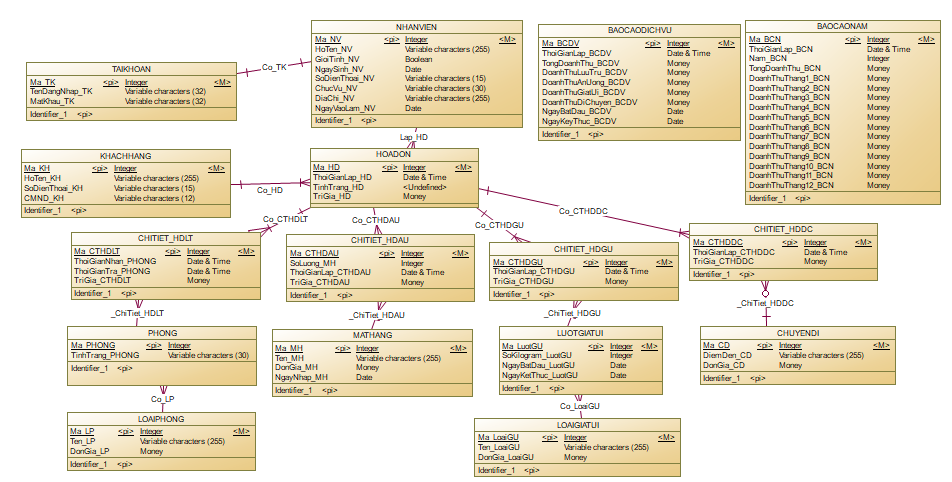 NHANVIEN
Ma_NV <pi> Integer <M>
HoTen_NV Variable characters (255)
GioiTinh_NV Boolean
NgaySinh_NV Date
SoDienThoai_NV Variable characters (15)
ChucVu_NV Variable characters (30)
DiaChi_NV Variable characters (255)
NgayVaoLam_NV Date
Identifier_1 <pi>
BAOCAODICHVU
Ma_BCDV <pi> Integer <M>
ThoiGianLap_BCDV Date & Time
TongDoanhThu_BCDV Money
DoanhThuLuuTru_BCDV Money
DoanhThuAnUong_BCDV Money
DoanhThuGiatUi_BCDV Money
DoanhThuDiChuyen_BCDV Money
NgayBatDau_BCDV Date
NgayKeyThuc_BCDV Date
Identifier_1 <pi>
BAOCAONAM
Ma_BCN <pi> Integer <M>
ThoiGianLap_BCN Date & Time
Nam_BCN Integer
TongDoanhThu_BCN Money
DoanhThuThang1_BCN Money
DoanhThuThang2_BCN Money
DoanhThuThang3_BCN Money
DoanhThuThang4_BCN Money
DoanhThuThang5_BCN Money
DoanhThuThang6_BCN Money
DoanhThuThang7_BCN Money
DoanhThuThang8_BCN Money
DoanhThuThang9_BCN Money
DoanhThuThang10_BCN Money
DoanhThuThang11_BCN Money
DoanhThuThang12_BCN Money
Identifier_1 <pi>
Co_TK
TAIKHOAN
Ma_TK <pi> Integer <M>
TenDangNhap_TK Variable characters (32)
MatKhau_TK Variable characters (32)
Identifier_1 <pi>
Lap_HD
KHACHHANG
Ma_KH <pi> Integer <M>
HoTen_KH Variable characters (255)
SoDienThoai_KH Variable characters (15)
CMND_KH Variable characters (12)
Identifier_1 <pi>
Co_HD
HOADON
Ma_HD <pi> Integer <M>
ThoiGianLap_HD Date & Time
TinhTrang_HD <Undefined>
TriGia_HD Money
Identifier_1 <pi>
Co_CTHDLT
Co_CTHDAU
Co_CTHDGU
Co_CTHDDC
CHITIET_HDLT
Ma_CTHDLT <pi> Integer <M>
ThoiGianNhan_PHONG Date & Time
ThoiGianTra_PHONG Date & Time
TriGia_CTHDLT Money
Identifier_1 <pi>
CHITIET_HDAU
Ma_CTHDAU <pi> Integer <M>
SoLuong_MH Integer
ThoiGianLap_CTHDAU Date & Time
TriGia_CTHDAU Money
Identifier_1 <pi>
CHITIET_HDGU
Ma_CTHDGU <pi> Integer <M>
ThoiGianLap_CTHDGU Date & Time
TriGia_CTHDGU Money
Identifier_1 <pi>
CHITIET_HDDC
Ma_CTHDDC <pi> Integer <M>
ThoiGianLap_CTHDDC Date & Time
TriGia_CTHDDC Money
Identifier_1 <pi>
_ChiTiet_HDLT
_ChiTiet_HDAU
_ChiTiet_HDGU
_ChiTiet_HDDC
PHONG
Ma_PHONG <pi> Integer <M>
TinhTrang_PHONG Variable characters (30)
Identifier_1 <pi>
MATHANG
Ma_MH <pi> Integer <M>
Ten_MH Variable characters (255)
DonGia_MH Money
NgayNhap_MH Date
Identifier_1 <pi>
LUOTGIATUI
Ma_LuotGU <pi> Integer <M>
SoKilogram_LuotGU Integer
NgayBatDau_LuotGU Date
NgayKetThuc_LuotGU Date
Identifier_1 <pi>
CHUYENDI
Ma_CD <pi> Integer <M>
DiemDen_CD Variable characters (255)
DonGia_CD Money
Identifier_1 <pi>
Co_LP
Co_LoaiGU
LOAIPHONG
Ma_LP <pi> Integer <M>
Ten_LP Variable characters (255)
DonGia_LP Money
Identifier_1 <pi>
LOAIGIATUI
Ma_LoaiGU <pi> Integer <M>
Ten_LoaiGU Variable characters (255)
DonGia_LoaiGU Money
Identifier_1 <pi>